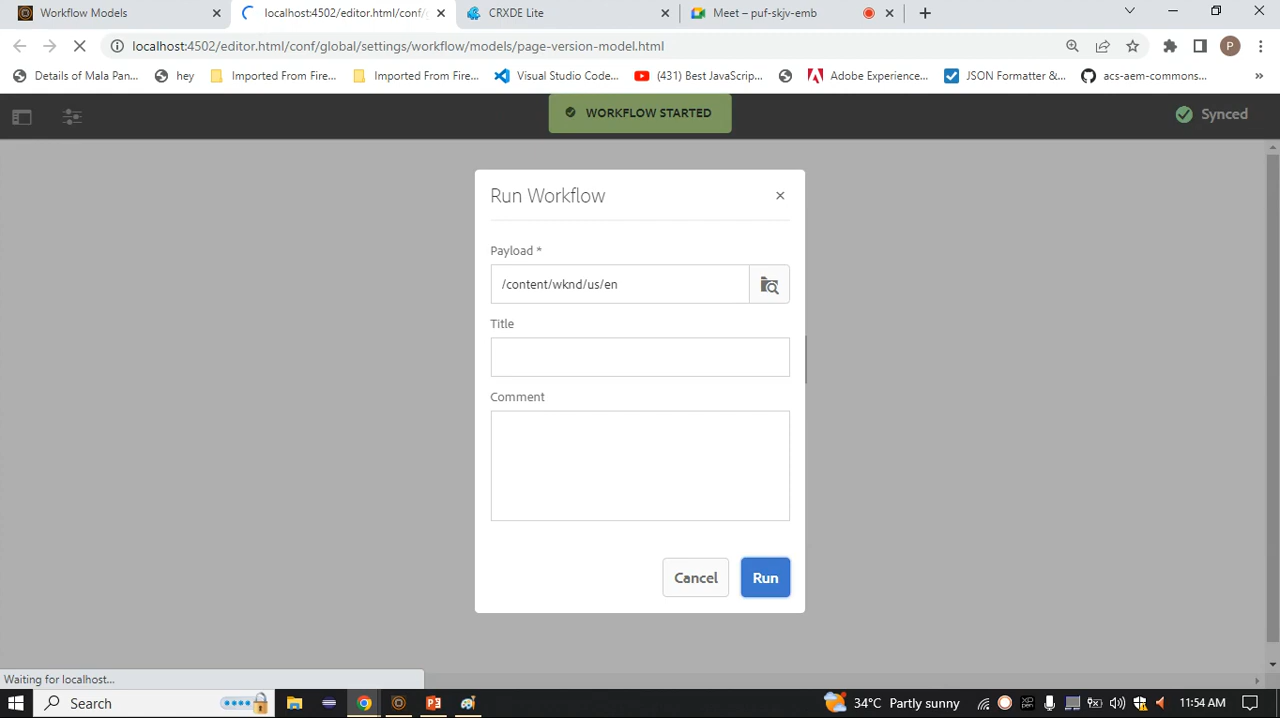 Workflow Models
localhost:4502/editor.html/conf/g
CRXDE Lite
Meet – puf-skjv-emb
localhost:4502/editor.html/conf/global/settings/workflow/models/page-version-model.html
P
Details of Mala Pan...
hey
Imported From Fire...
Imported From Fire...
Visual Studio Code...
(431) Best JavaScrip...
Adobe Experience...
JSON Formatter &...
acs-aem-commons...
»
WORKFLOW STARTED
Synced
Run Workflow
Payload *
/content/wknd/us/en
Title
Comment
Cancel
Run
Waiting for localhost...
Search
34°C Partly sunny
11:54 AM